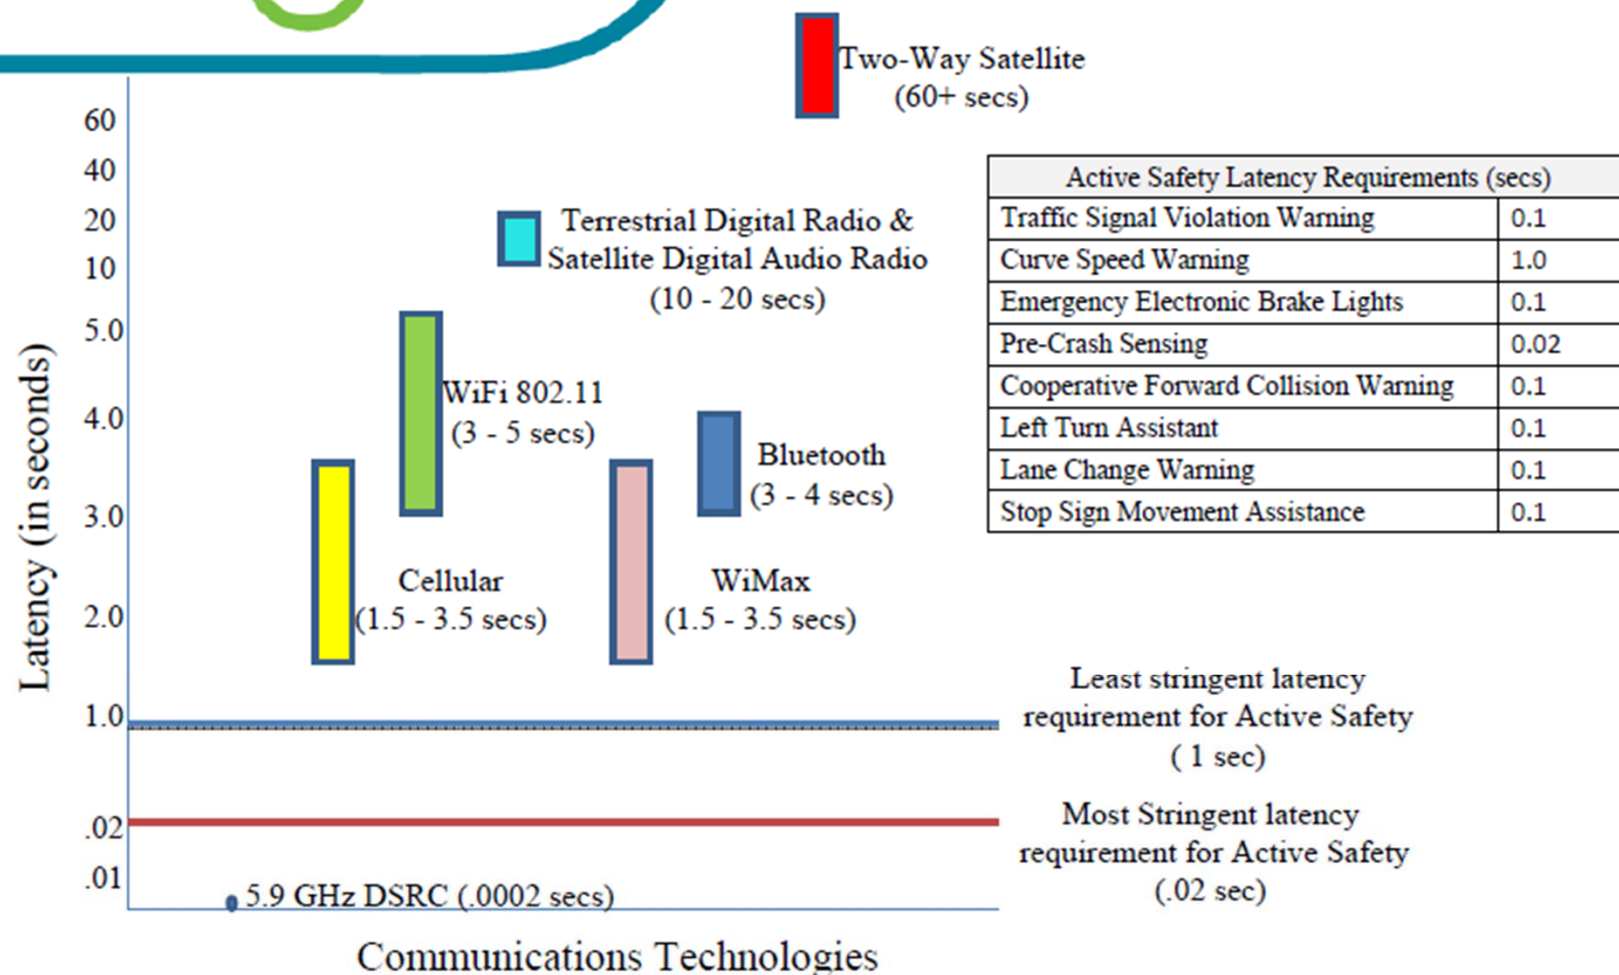 Two-Way Satellite
(60+ secs)
60
40
20
10
5.0
4.0
3.0
2.0
1.0
.02
.01
Latency (in seconds)
Terrestrial Digital Radio &
Satellite Digital Audio Radio
(10 - 20 secs)
WiFi 802.11
(3 - 5 secs)
Bluetooth
(3 - 4 secs)
Cellular
(1.5 - 3.5 secs)
WiMax
(1.5 - 3.5 secs)
Active Safety Latency Requirements (secs)
Traffic Signal Violation Warning 0.1
Curve Speed Warning 1.0
Emergency Electronic Brake Lights 0.1
Pre-Crash Sensing 0.02
Cooperative Forward Collision Warning 0.1
Left Turn Assistant 0.1
Lane Change Warning 0.1
Stop Sign Movement Assistance 0.1
Least stringent latency
requirement for Active Safety
( 1 sec)
Most Stringent latency
requirement for Active Safety
(.02 sec)
5.9 GHz DSRC (.0002 secs)
Communications Technologies